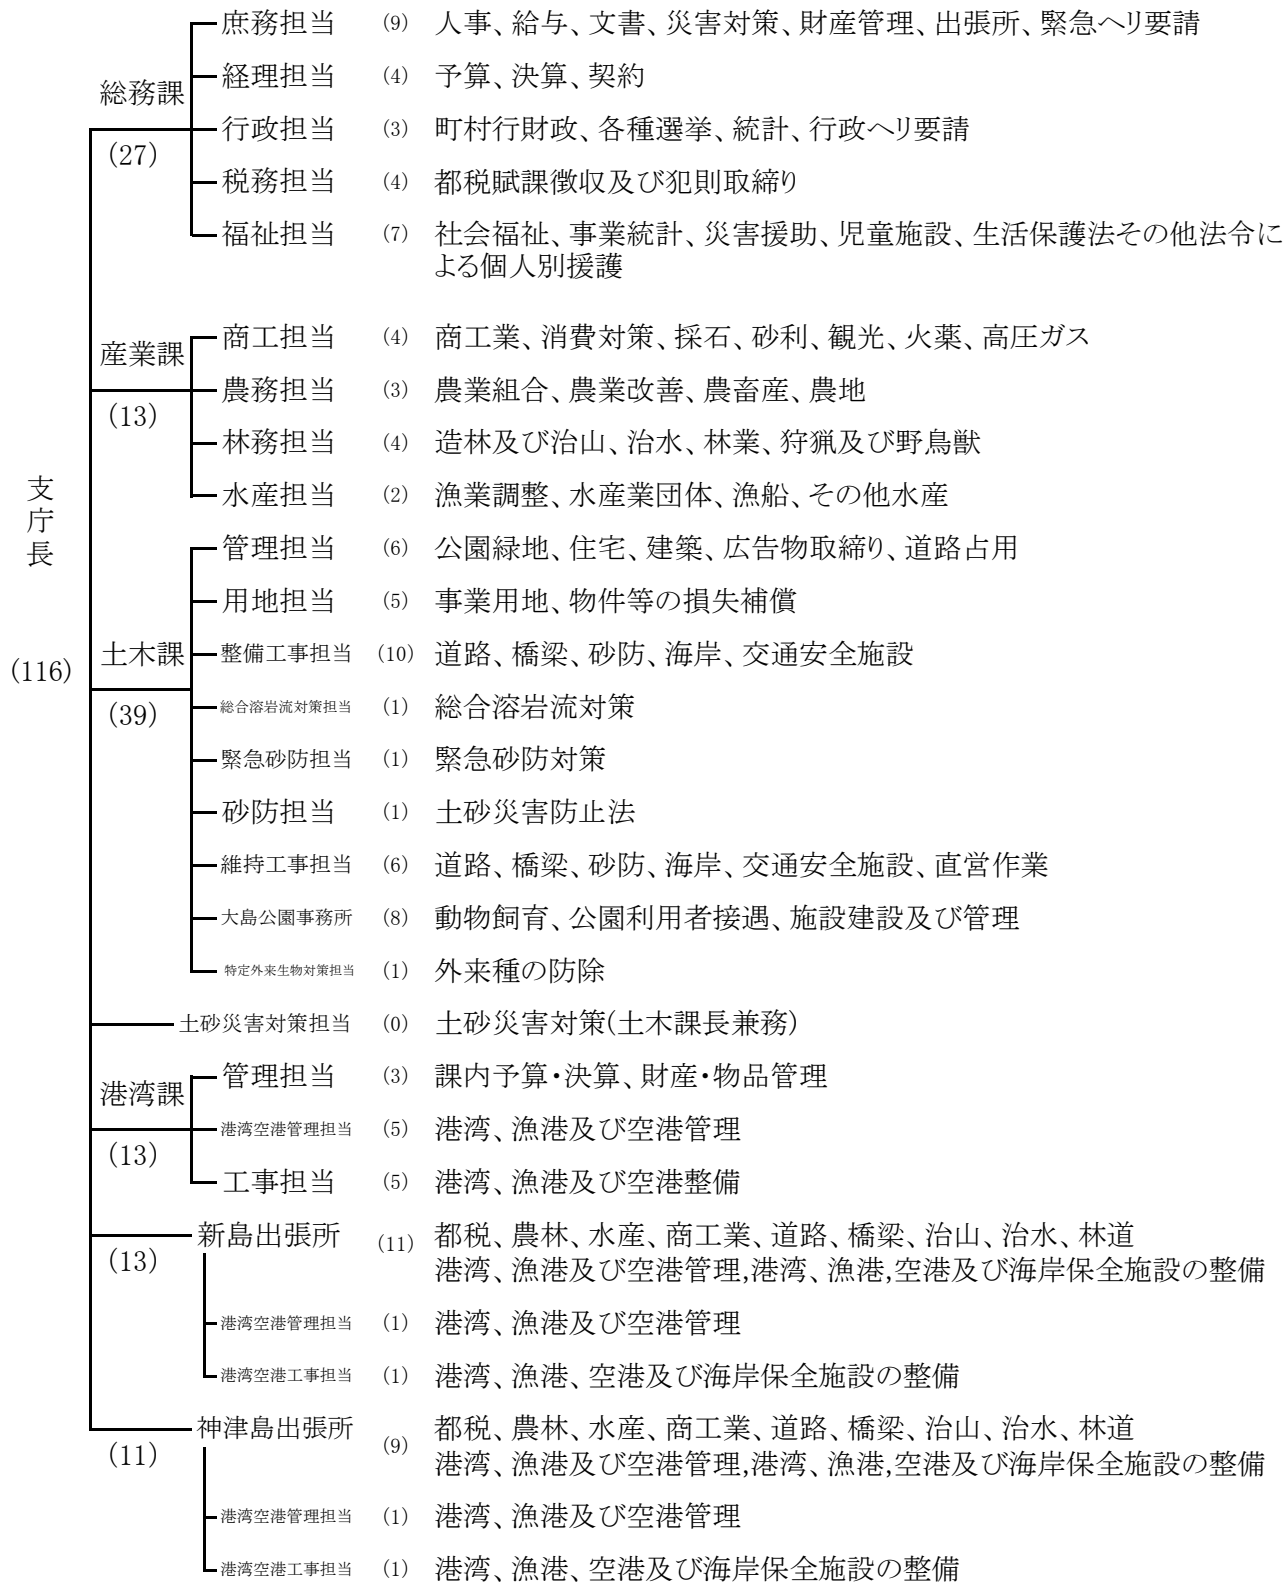 庶務担当 (9) 人事、給与、文書、災害対策、財産管理、出張所、緊急ヘリ要請
経理担当 (4) 予算、決算、契約
総務課
行政担当 (3) 町村行財政、各種選挙、統計、行政ヘリ要請
(27)
税務担当 (4) 都税賦課徴収及び犯則取締り
福祉担当 (7) 社会福祉、事業統計、災害援助、児童施設、生活保護法その他法令に
よる個人別援護
商工担当 (4) 商工業、消費対策、採石、砂利、観光、火薬、高圧ガス
産業課
農務担当 (3) 農業組合、農業改善、農畜産、農地
(13)
林務担当 (4) 造林及び治山、治水、林業、狩猟及び野鳥獣
水産担当 (2) 漁業調整、水産業団体、漁船、その他水産
支庁長
(116)
管理担当 (6) 公園緑地、住宅、建築、広告物取締り、道路占用
用地担当 (5) 事業用地、物件等の損失補償
土木課
整備工事担当 (10) 道路、橋梁、砂防、海岸、交通安全施設
(39)
総合溶岩流対策担当 (1) 総合溶岩流対策
緊急砂防担当 (1) 緊急砂防対策
砂防担当 (1) 土砂災害防止法
維持工事担当 (6) 道路、橋梁、砂防、海岸、交通安全施設、直営作業
大島公園事務所 (8) 動物飼育、公園利用者接遇、施設建設及び管理
特定外来生物対策担当 (1) 外来種の防除
土砂災害対策担当 (0) 土砂災害対策(土木課長兼務)
管理担当 (3) 課内予算・決算、財産・物品管理
港湾課
港湾空港管理担当 (5) 港湾、漁港及び空港管理
(13)
工事担当 (5) 港湾、漁港及び空港整備
新島出張所 (11) 都税、農林、水産、商工業、道路、橋梁、治山、治水、林道
(13)
港湾、漁港及び空港管理,港湾、漁港,空港及び海岸保全施設の整備
港湾空港管理担当 (1) 港湾、漁港及び空港管理
港湾空港工事担当 (1) 港湾、漁港、空港及び海岸保全施設の整備
神津島出張所 (9) 都税、農林、水産、商工業、道路、橋梁、治山、治水、林道
(11)
港湾、漁港及び空港管理,港湾、漁港,空港及び海岸保全施設の整備
港湾空港管理担当 (1) 港湾、漁港及び空港管理
港湾空港工事担当 (1) 港湾、漁港、空港及び海岸保全施設の整備